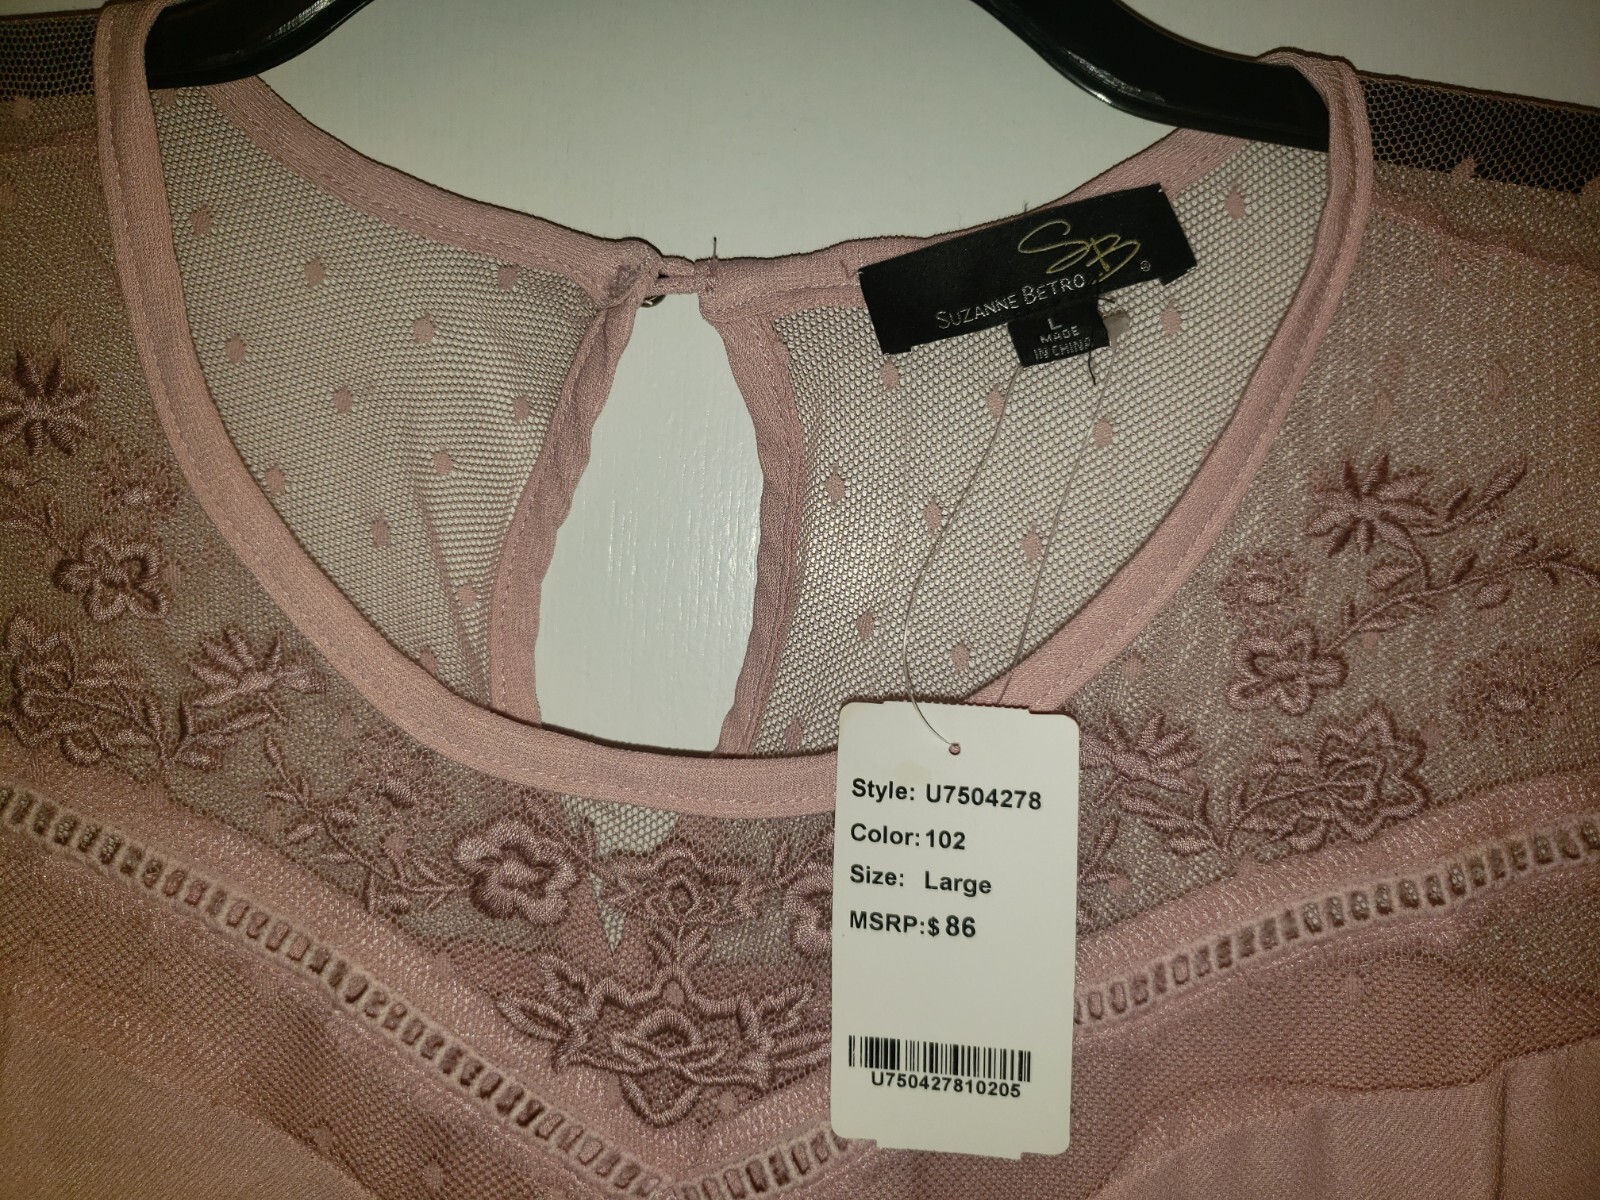 SB
SUZANNE BETRO ®
L
MADE
IN CHINA
Style: U7504278
Color: 102
Size: Large
MSRP:$ 86
U750427810205